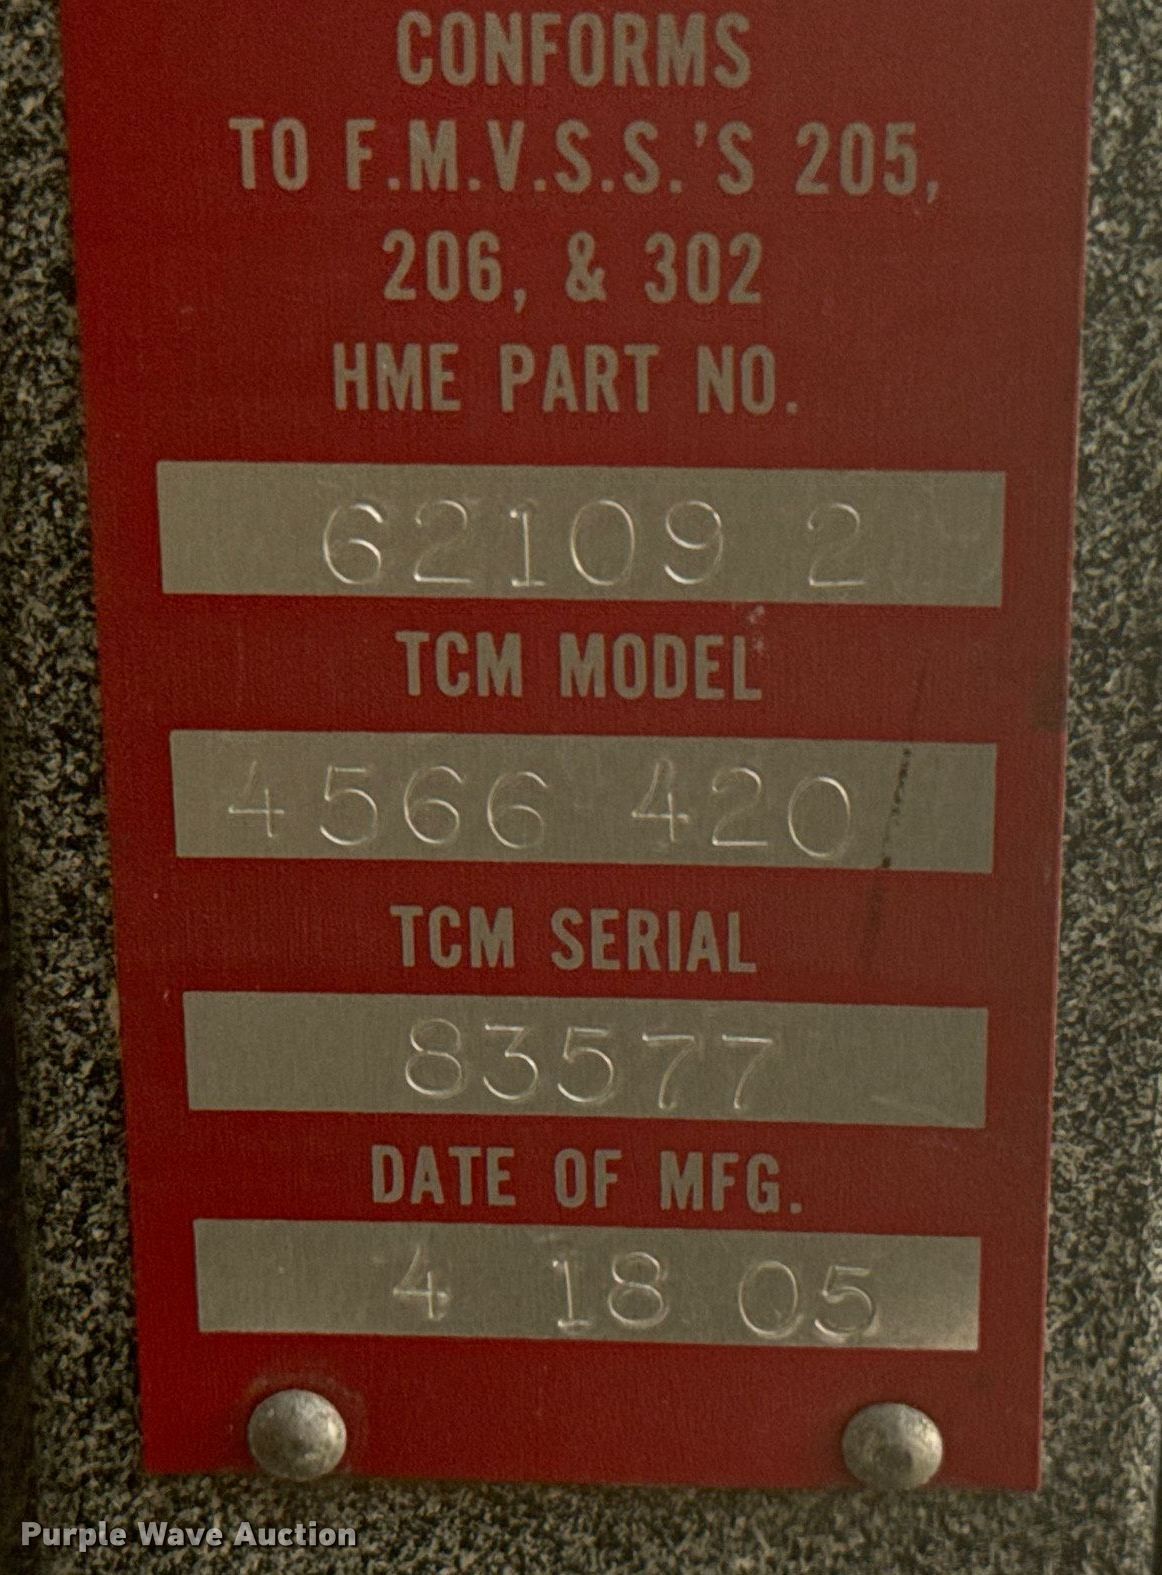 CONFORMS
TO F.M.V.S.S.'S 205,
206, & 302
HME PART NO.
62109 2
TCM MODEL
4566 420
TCM SERIAL
83577
DATE OF MFG.
4 18 05
Purple Wave Auction